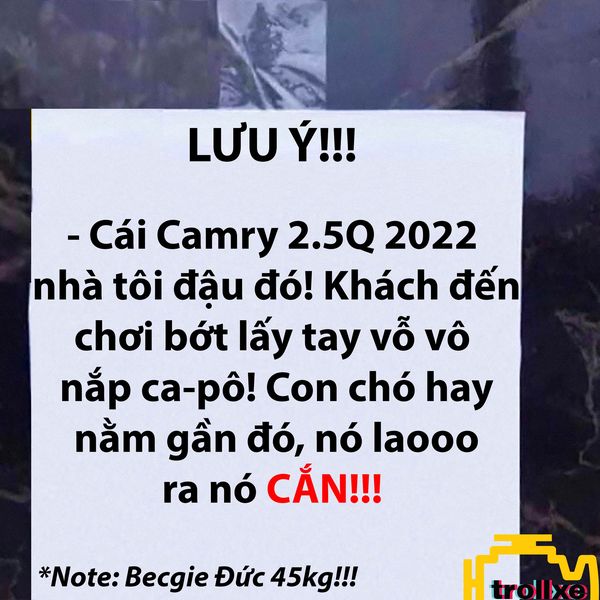 LƯU Ý!!!
- Cái Camry 2.5Q 2022
nhà tôi đậu đó! Khách đến
chơi bớt lấy tay vỗ vô
nắp ca-pô! Con chó hay
nằm gần đó, nó laooo
ra nó CẮN!!!
*Note: Becgie Đức 45kg!!!
trollxe